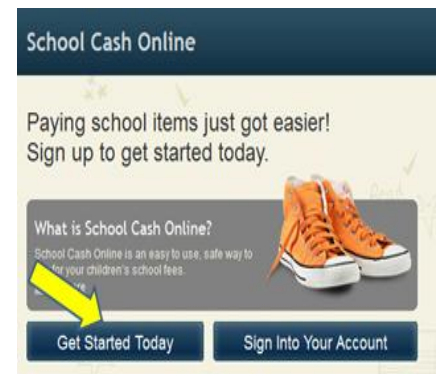 School Cash Online
Paying school items just got easier!
Sign up to get started today.
What is School Cash Online?
School Cash Online is an easy to use, safe way to
for your children's school fees.
Get Started Today
Sign Into Your Account